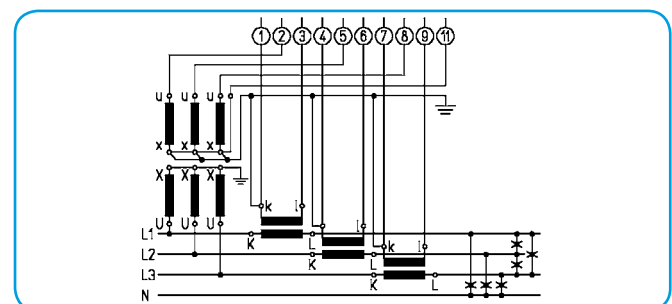 1 2 3 4 5 6 7 8 9 11
u u u
x x x
X X X
k l
U U U
l
k l
L1
K L
L2
K L
L3
K L
N